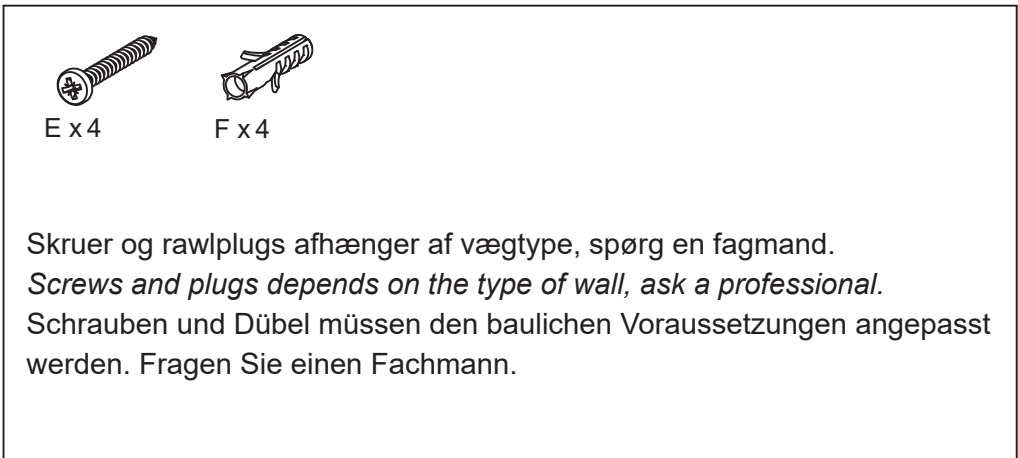 E x 4 F x 4
Skruer og rawlplugs afhænger af vægtype, spørg en fagmand.
Screws and plugs depends on the type of wall, ask a professional.
Schrauben und Dübel müssen den baulichen Voraussetzungen angepasst
werden. Fragen Sie einen Fachmann.